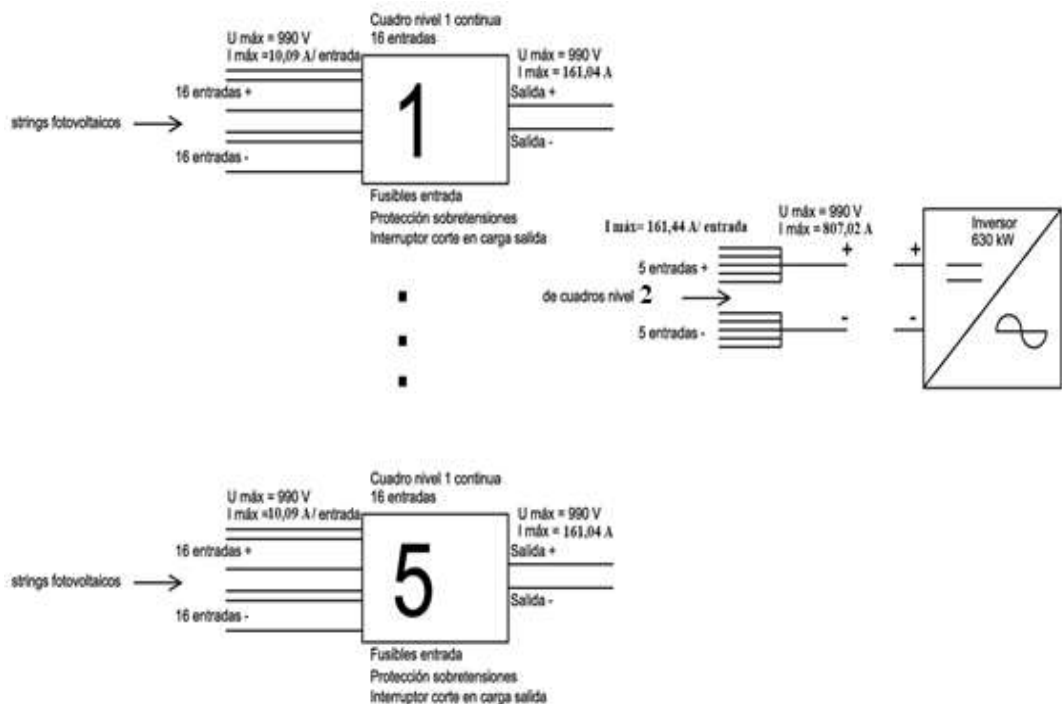 Cuadro nivel 1 continua
16 entradas
U máx = 990 V
I máx =10,09 A/ entrada
U máx = 990 V
I máx = 161,04 A
16 entradas +
Salida +
strings fotovoltaicos
1
16 entradas -
Salida -
Fusibles entrada
Protección sobretensiones
Interruptor corte en carga salida
I máx= 161,44 A/ entrada
U máx = 990 V
I máx = 807,02 A
Inversor
630 kW
5 entradas +
+
+
de cuadros nivel 2
5 entradas -
-
-
Cuadro nivel 1 continua
16 entradas
U máx = 990 V
I máx =10,09 A/ entrada
U máx = 990 V
I máx = 161,04 A
16 entradas +
Salida +
strings fotovoltaicos
5
16 entradas -
Salida -
Fusibles entrada
Protección sobretensiones
Interruptor corte en carga salida